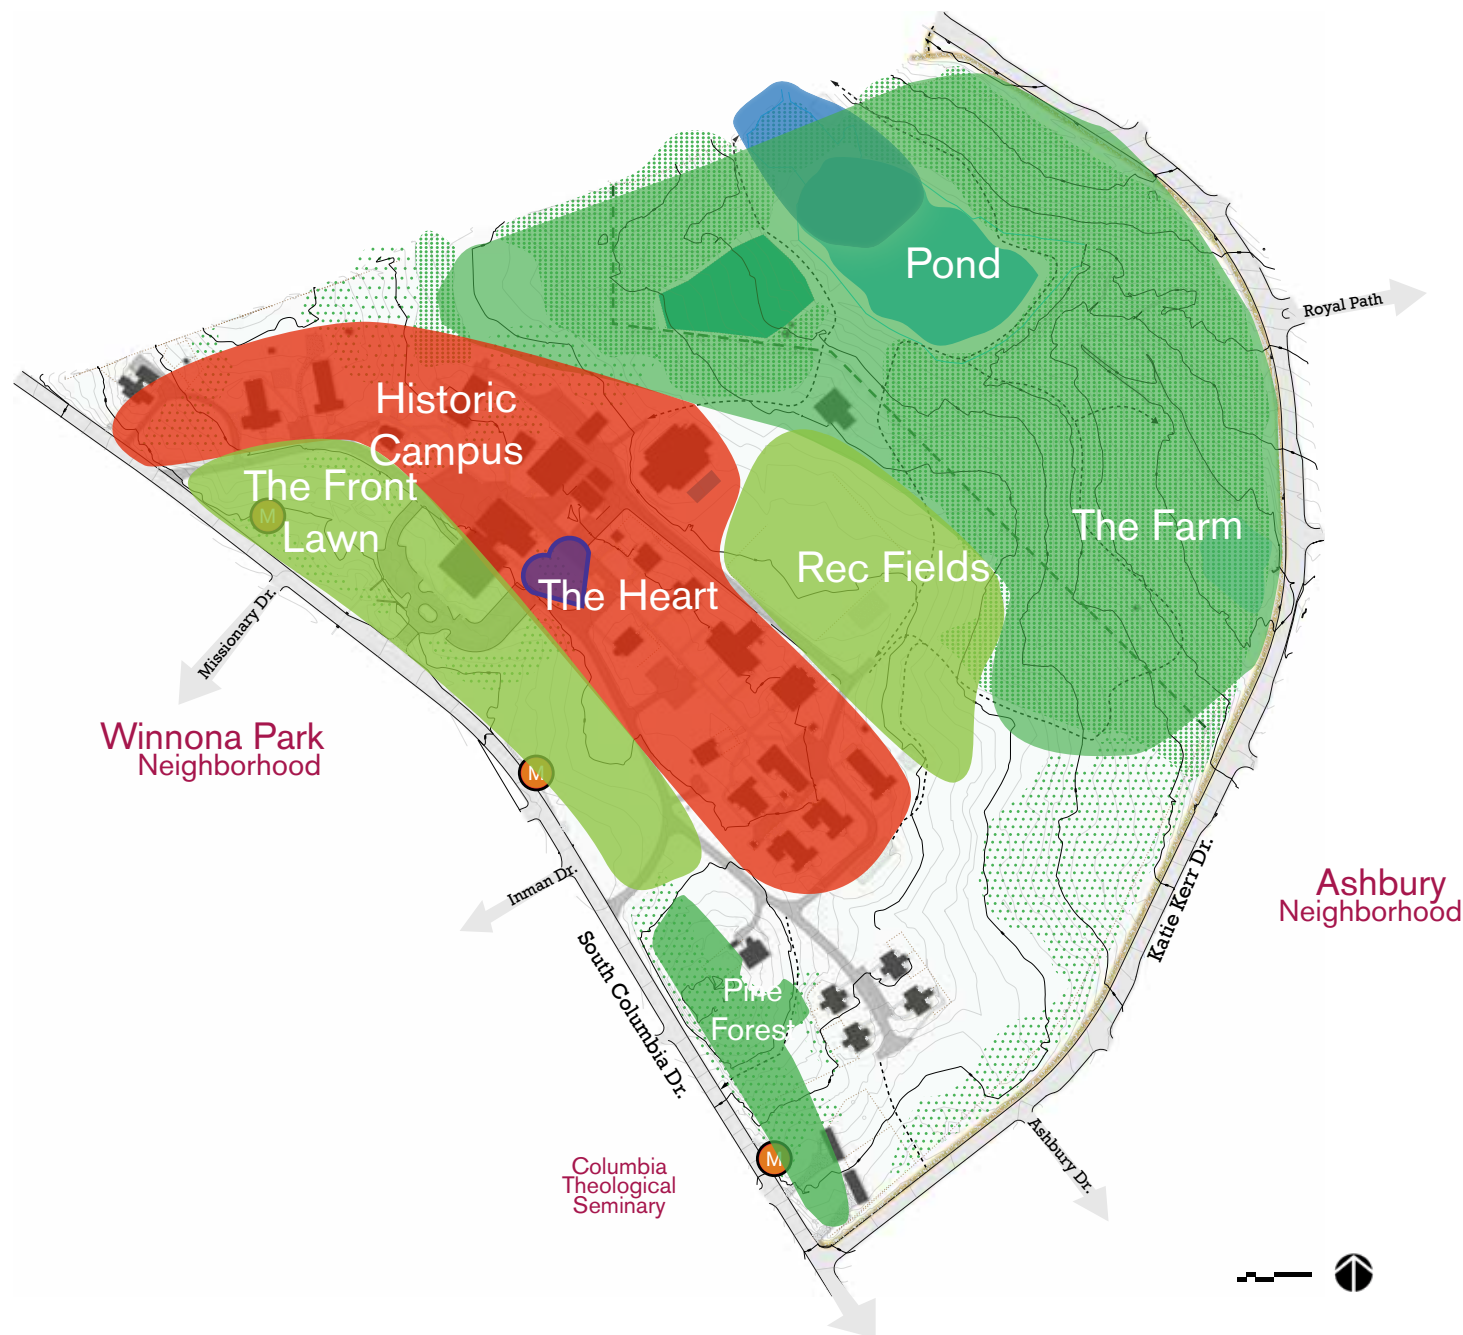 Pond
Royal Path
Historic
Campus
The Front
Lawn
M
The Farm
Rec Fields
The Heart
Missionary Dr.
Winnona Park
Neighborhood
M
Inman Dr.
Katie Kerr Dr.
Ashbury
Neighborhood
South Columbia Dr.
Pine
Forest
Ashbury Dr.
M
Columbia
Theological
Seminary